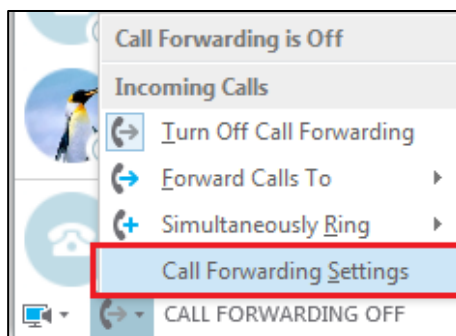 Call Forwarding is Off
Incoming Calls
Turn Off Call Forwarding
Forward Calls To
Simultaneously Ring
Call Forwarding Settings
CALL FORWARDING OFF